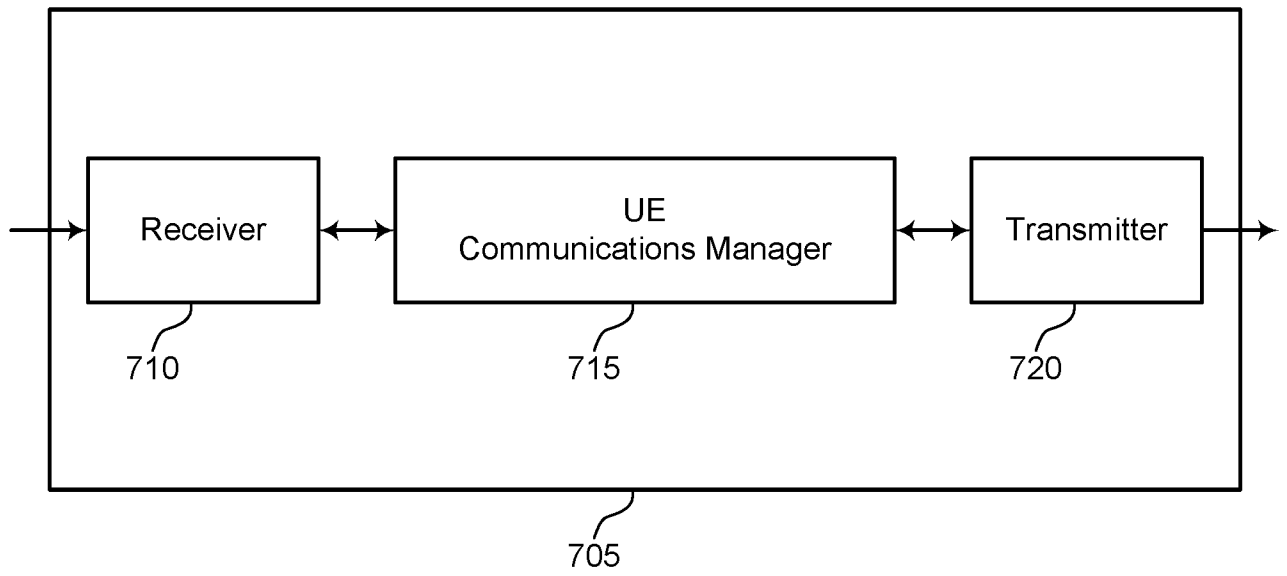 Receiver
UE
Communications Manager
Transmitter
710
715
720
705